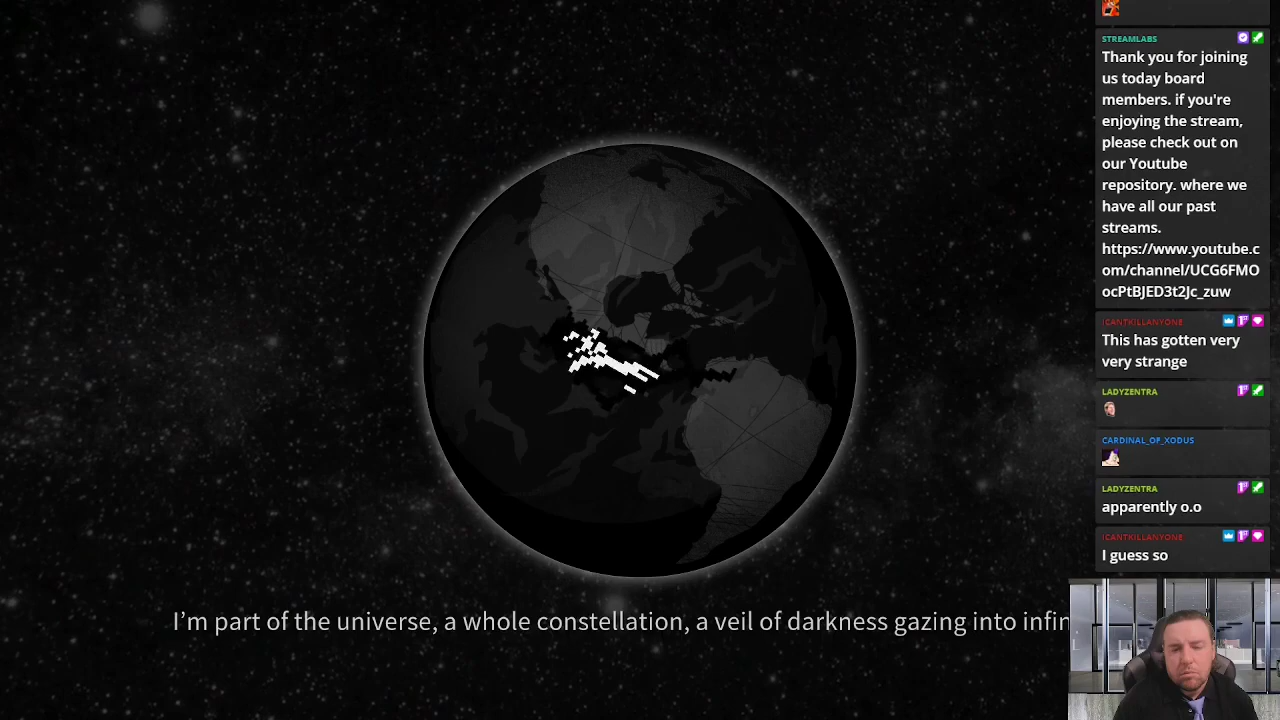 STREAMLABS
Thank you for joining
us today board
members. if you're
enjoying the stream,
please check out on
our Youtube
repository. where we
have all our past
streams.
https://www.youtube.c
om/channel/UCG6FMO
ocPtBJED3t2Jc_zuw
ICANTKILLANYONE
This has gotten very
very strange
LADYZENTRA
CARDINAL_OF_XODUS
LADYZENTRA
apparently o.o
ICANTKILLANYONE
I guess so
I’m part of the universe, a whole constellation, a veil of darkness gazing into infin